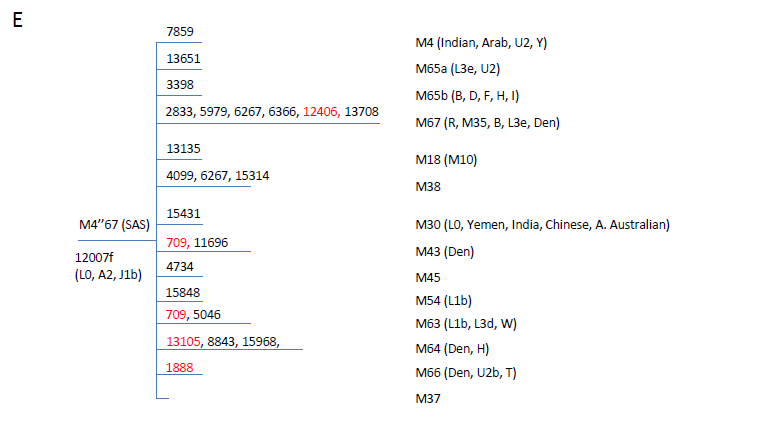 E
7859
M4 (Indian, Arab, U2, Y)
13651
M65a (L3e, U2)
3398
M65b (B, D, F, H, I)
2833, 5979, 6267, 6366, 12406, 13708
M67 (R, M35, B, L3e, Den)
13135
M18 (M10)
4099, 6267, 15314
M38
15431
M30 (L0, Yemen, India, Chinese, A. Australian)
M4’’67 (SAS)
12007f
(L0, A2, J1b)
709, 11696
M43 (Den)
4734
M45
15848
M54 (L1b)
709, 5046
M63 (L1b, L3d, W)
13105, 8843, 15968,
M64 (Den, H)
1888
M66 (Den, U2b, T)
M37